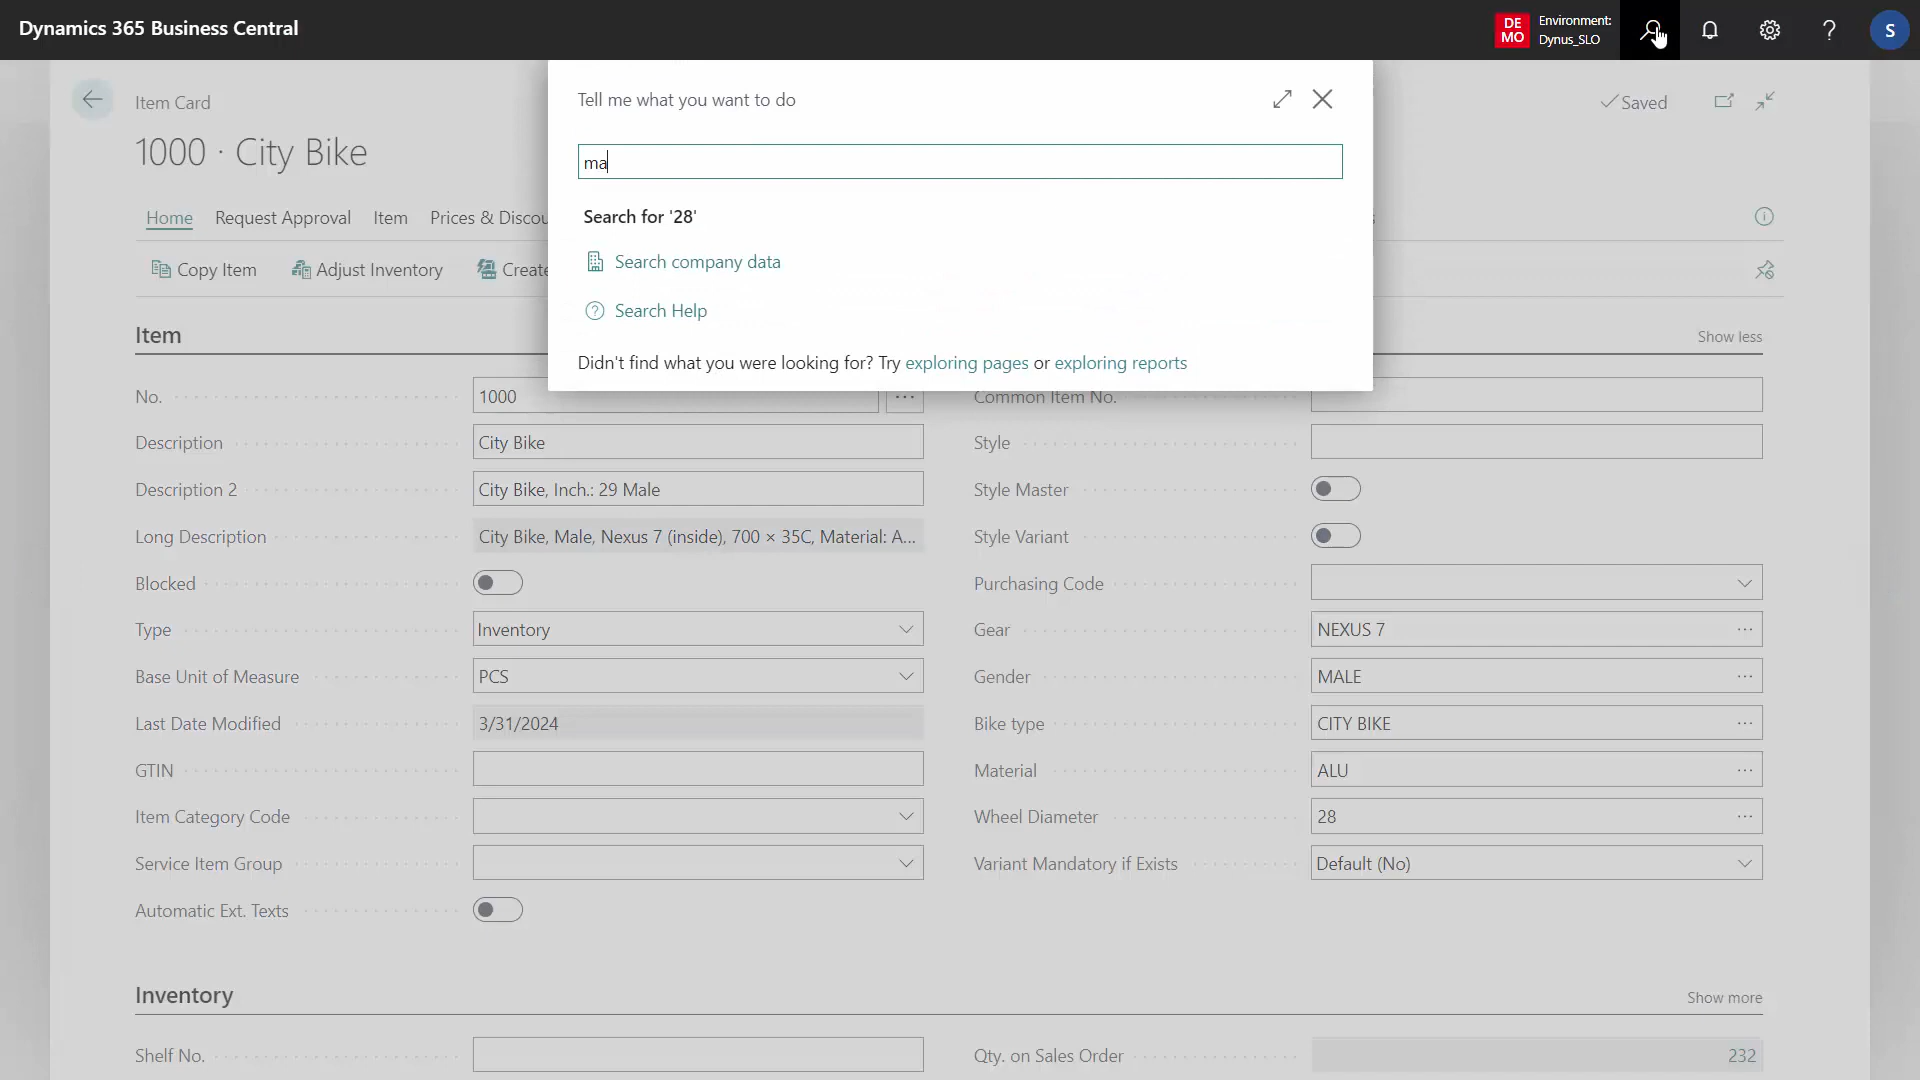 Dynamics 365 Business Central
DE
MO
Environment:
Dynus_SLO
S
Tell me what you want to do
ma
Search for '28'
Search company data
Search Help
Didn't find what you were looking for? Try exploring pages or exploring reports
Item Card
Saved
1000 · City Bike
Home Request Approval Item Prices & Discou
Copy Item Adjust Inventory Create
Item
Show less
No. 1000
Common Item No.
Description City Bike
Style
Description 2 City Bike, Inch.: 29 Male
Style Master
Long Description City Bike, Male, Nexus 7 (inside), 700 × 35C, Material: A...
Style Variant
Blocked
Purchasing Code
Type Inventory
Gear NEXUS 7
Base Unit of Measure PCS
Gender MALE
Last Date Modified 3/31/2024
Bike type CITY BIKE
GTIN
Material ALU
Item Category Code
Wheel Diameter 28
Service Item Group
Variant Mandatory if Exists Default (No)
Automatic Ext. Texts
Inventory
Show more
Shelf No.
Qty. on Sales Order 232